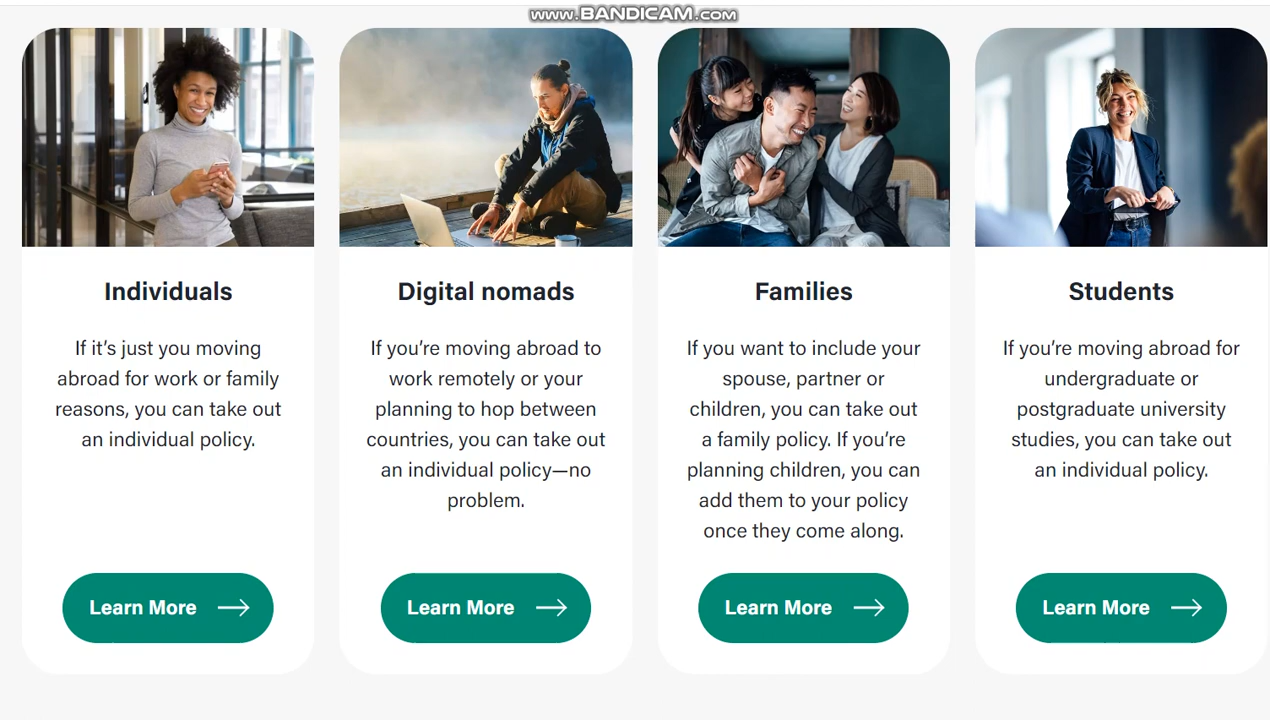 www.BANDICAM.com
Individuals
If it’s just you moving
abroad for work or family
reasons, you can take out
an individual policy.
Learn More
Digital nomads
If you’re moving abroad to
work remotely or your
planning to hop between
countries, you can take out
an individual policy—no
problem.
Learn More
Families
If you want to include your
spouse, partner or
children, you can take out
a family policy. If you’re
planning children, you can
add them to your policy
once they come along.
Learn More
Students
If you’re moving abroad for
undergraduate or
postgraduate university
studies, you can take out
an individual policy.
Learn More